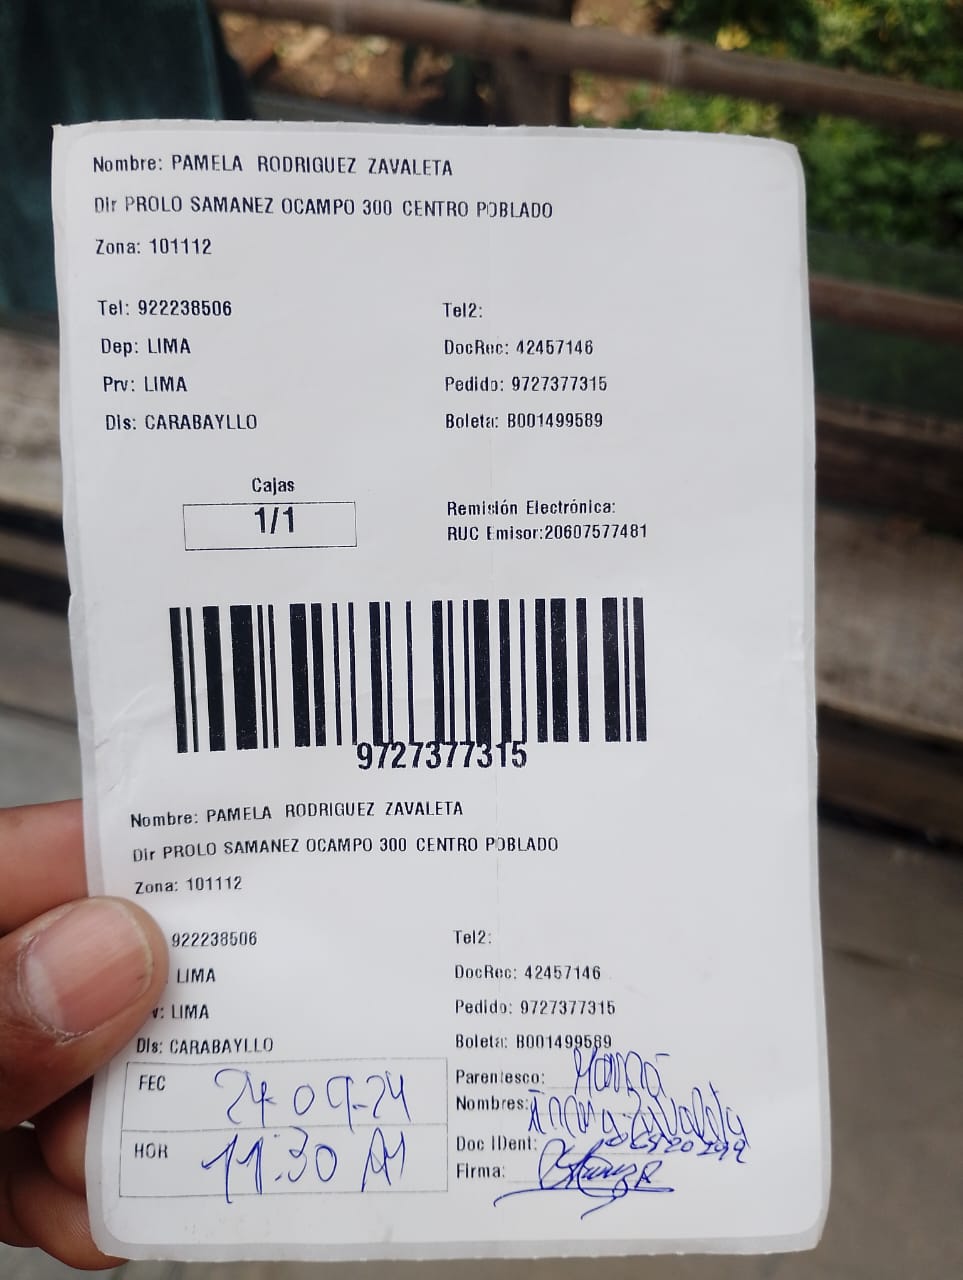 Nombre: PAMELA RODRIGUEZ ZAVALETA
Dir PROLO SAMANEZ OCAMPO 300 CENTRO POBLADO
Zona: 101112
Tel: 922238506 Tel2:
Dep: LIMA DocRec: 42457146
Prv: LIMA Pedido: 9727377315
Dis: CARABAYLLO Boleta: B001499589
Cajas
1/1
Remisión Electrónica:
RUC Emisor:20607577481
9727377315
Nombre: PAMELA RODRIGUEZ ZAVALETA
Dir PROLO SAMANEZ OCAMPO 300 CENTRO POBLADO
Zona: 101112
922238506 Tel2:
LIMA DocRec: 42457146
v: LIMA Pedido: 9727377315
Dis: CARABAYLLO Boleta: B001499589
FEC 24-09-24 Parentesco:
Nombres: Zavaleta
HOR 11:30 AM Doc IDent:
Firma: